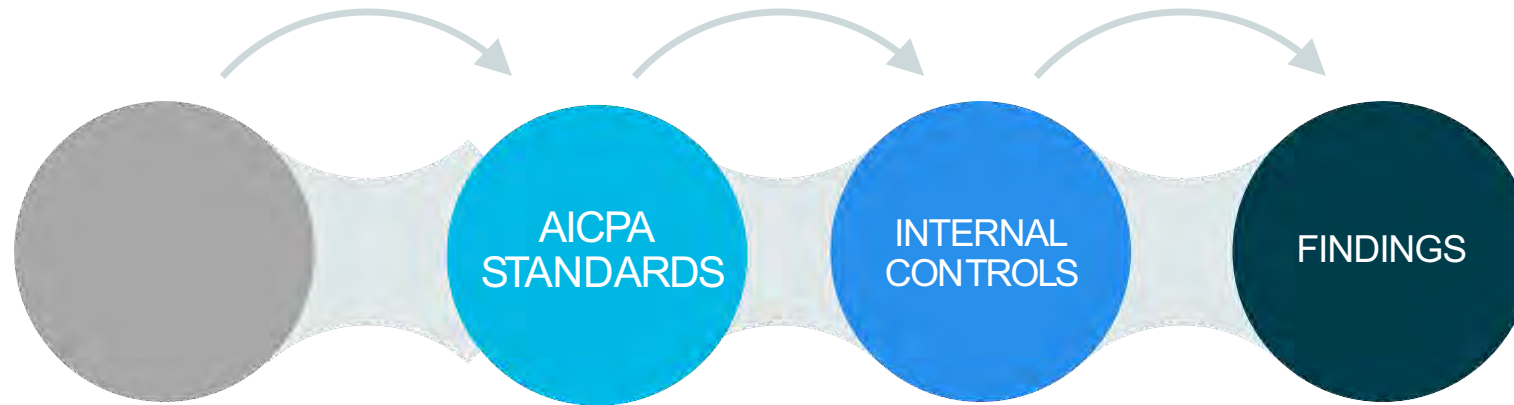 AICPA
STANDARDS
INTERNAL
CONTROLS
FINDINGS